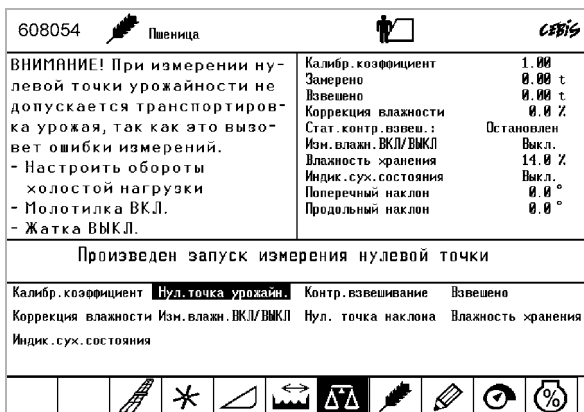 608054 Пшеница CEBIS
ВНИМАНИЕ! При измерении ну-
левой точки урожайности не
допускается транспортиров-
ка урожая, так как это вызо-
вет ошибки измерений.
- Настроить обороты
холостой нагрузки
- Молотилка ВКЛ.
- Жатка ВЫКЛ.
Калибр.коэффициент 1.00
Замерено 0.00 t
Взвешено 0.00 t
Коррекция влажности 0.0 %
Стат.контр.взвеш.: Остановлен
Изм.влажн.ВКЛ/ВЫКЛ Выкл.
Влажность хранения 14.0 %
Индик.сух.состояния Выкл.
Поперечный наклон 0.0 °
Продольный наклон 0.0 °
Произведен запуск измерения нулевой точки
Калибр.коэффициент Нул.точка урожайн. Контр.взвешивание Взвешено
Коррекция влажности Изм.влажн.ВКЛ/ВЫКЛ Нул. точка наклона Влажность хранения
Индик.сух.состояния
%